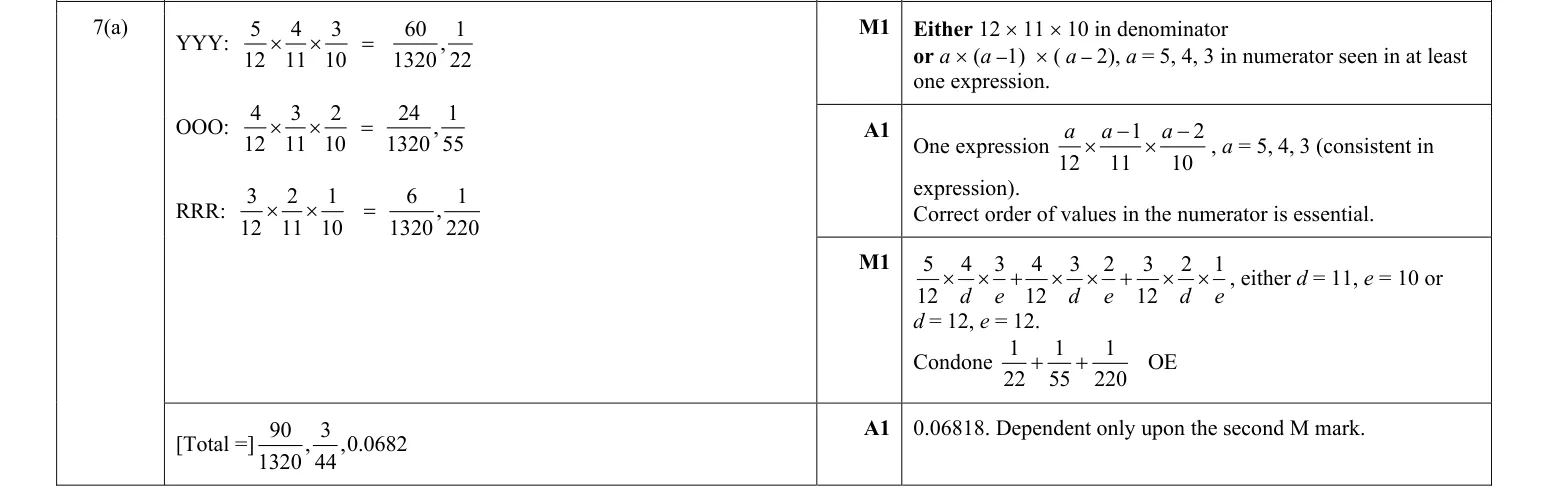 7(a)
YYY: 5/12 × 4/11 × 3/10 = 60/1320, 1/22
OOO: 4/12 × 3/11 × 2/10 = 24/1320, 1/55
RRR: 3/12 × 2/11 × 1/10 = 6/1320, 1/220
M1
Either 12 × 11 × 10 in denominator
or a × (a –1) × ( a – 2), a = 5, 4, 3 in numerator seen in at least
one expression.
A1
One expression a/12 × (a − 1)/11 × (a − 2)/10 , a = 5, 4, 3 (consistent in
expression).
Correct order of values in the numerator is essential.
M1
5/12 × 4/d × 3/e + 4/12 × 3/d × 2/e + 3/12 × 2/d × 1/e , either d = 11, e = 10 or
d = 12, e = 12.
Condone 1/22 + 1/55 + 1/220 OE
[Total =] 90/1320, 3/44, 0.0682
A1
0.06818. Dependent only upon the second M mark.